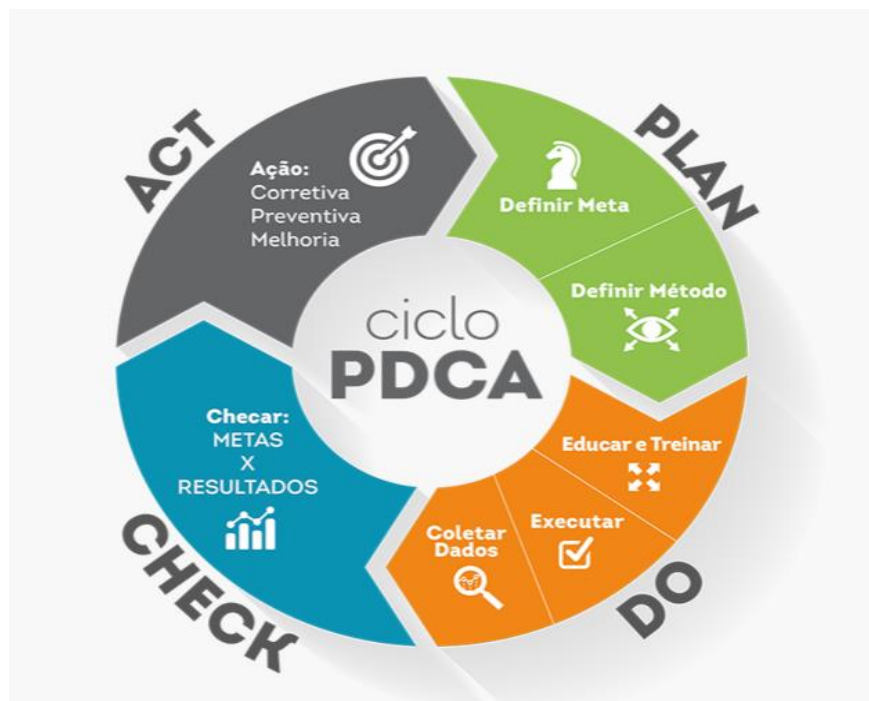 ciclo
PDCA
PLAN
Definir Meta
Definir Método
DO
Educar e Treinar
Executar
Coletar
Dados
CHECK
Checar:
METAS
X
RESULTADOS
ACT
Ação:
Corretiva
Preventiva
Melhoria